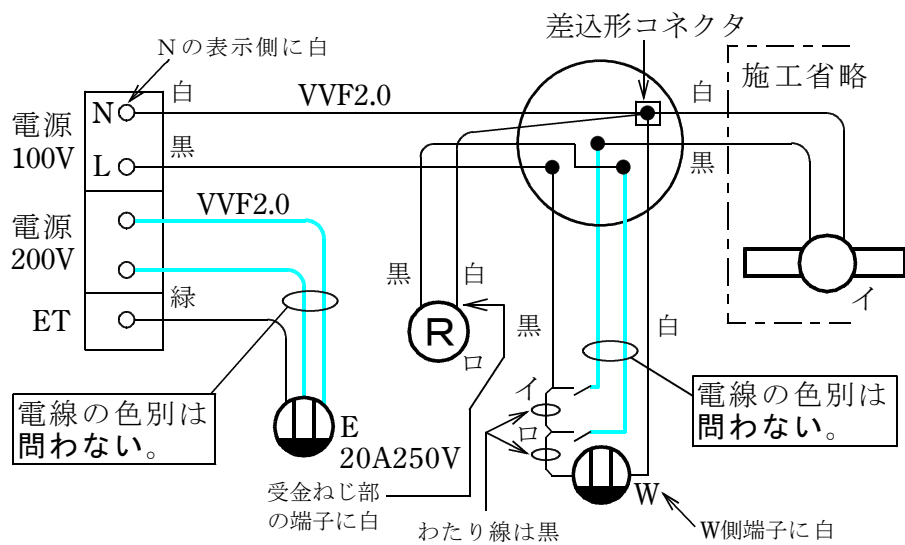 差込形コネクタ
Nの表示側に白
施工省略
白
VVF2.0
白
電源
100V
N
黒
黒
L
VVF2.0
電源
200V
緑
ET
黒
白
R
ロ
黒
白
イ
イ
ロ
電線の色別は
問わない。
電線の色別は
問わない。
E
20A250V
受金ねじ部
の端子に白
わたり線は黒
W
W側端子に白